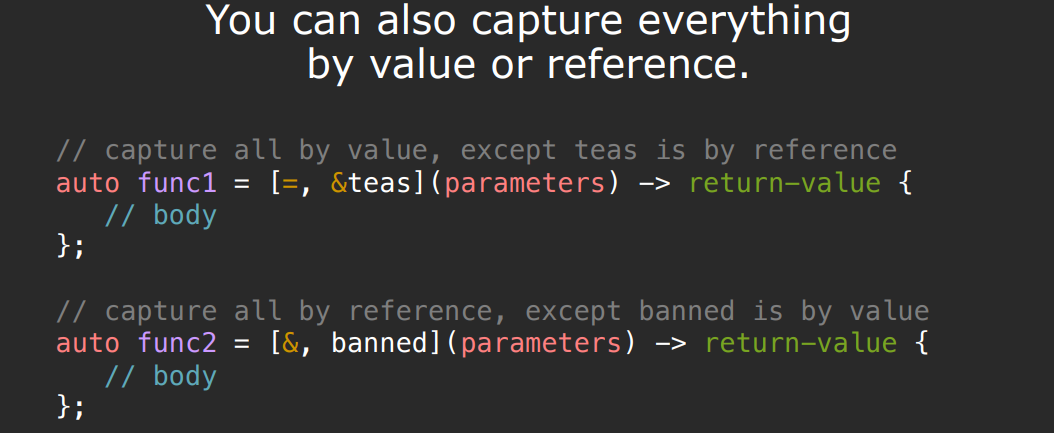 You can also capture everything
by value or reference.
// capture all by value, except teas is by reference
auto func1 = [=, &teas](parameters) -> return-value {
// body
};
// capture all by reference, except banned is by value
auto func2 = [&, banned](parameters) -> return-value {
// body
};